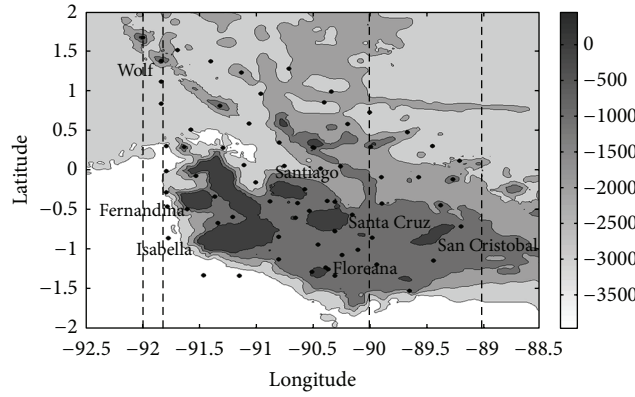 2
1.5
1
0.5
0
−0.5
−1
−1.5
−2
Latitude
Wolf
Santiago
Fernandina
Santa Cruz
Isabella
San Cristobal
Floreana
−92.5 −92 −91.5 −91 −90.5 −90 −89.5 −89 −88.5
Longitude
0
−500
−1000
−1500
−2000
−2500
−3000
−3500